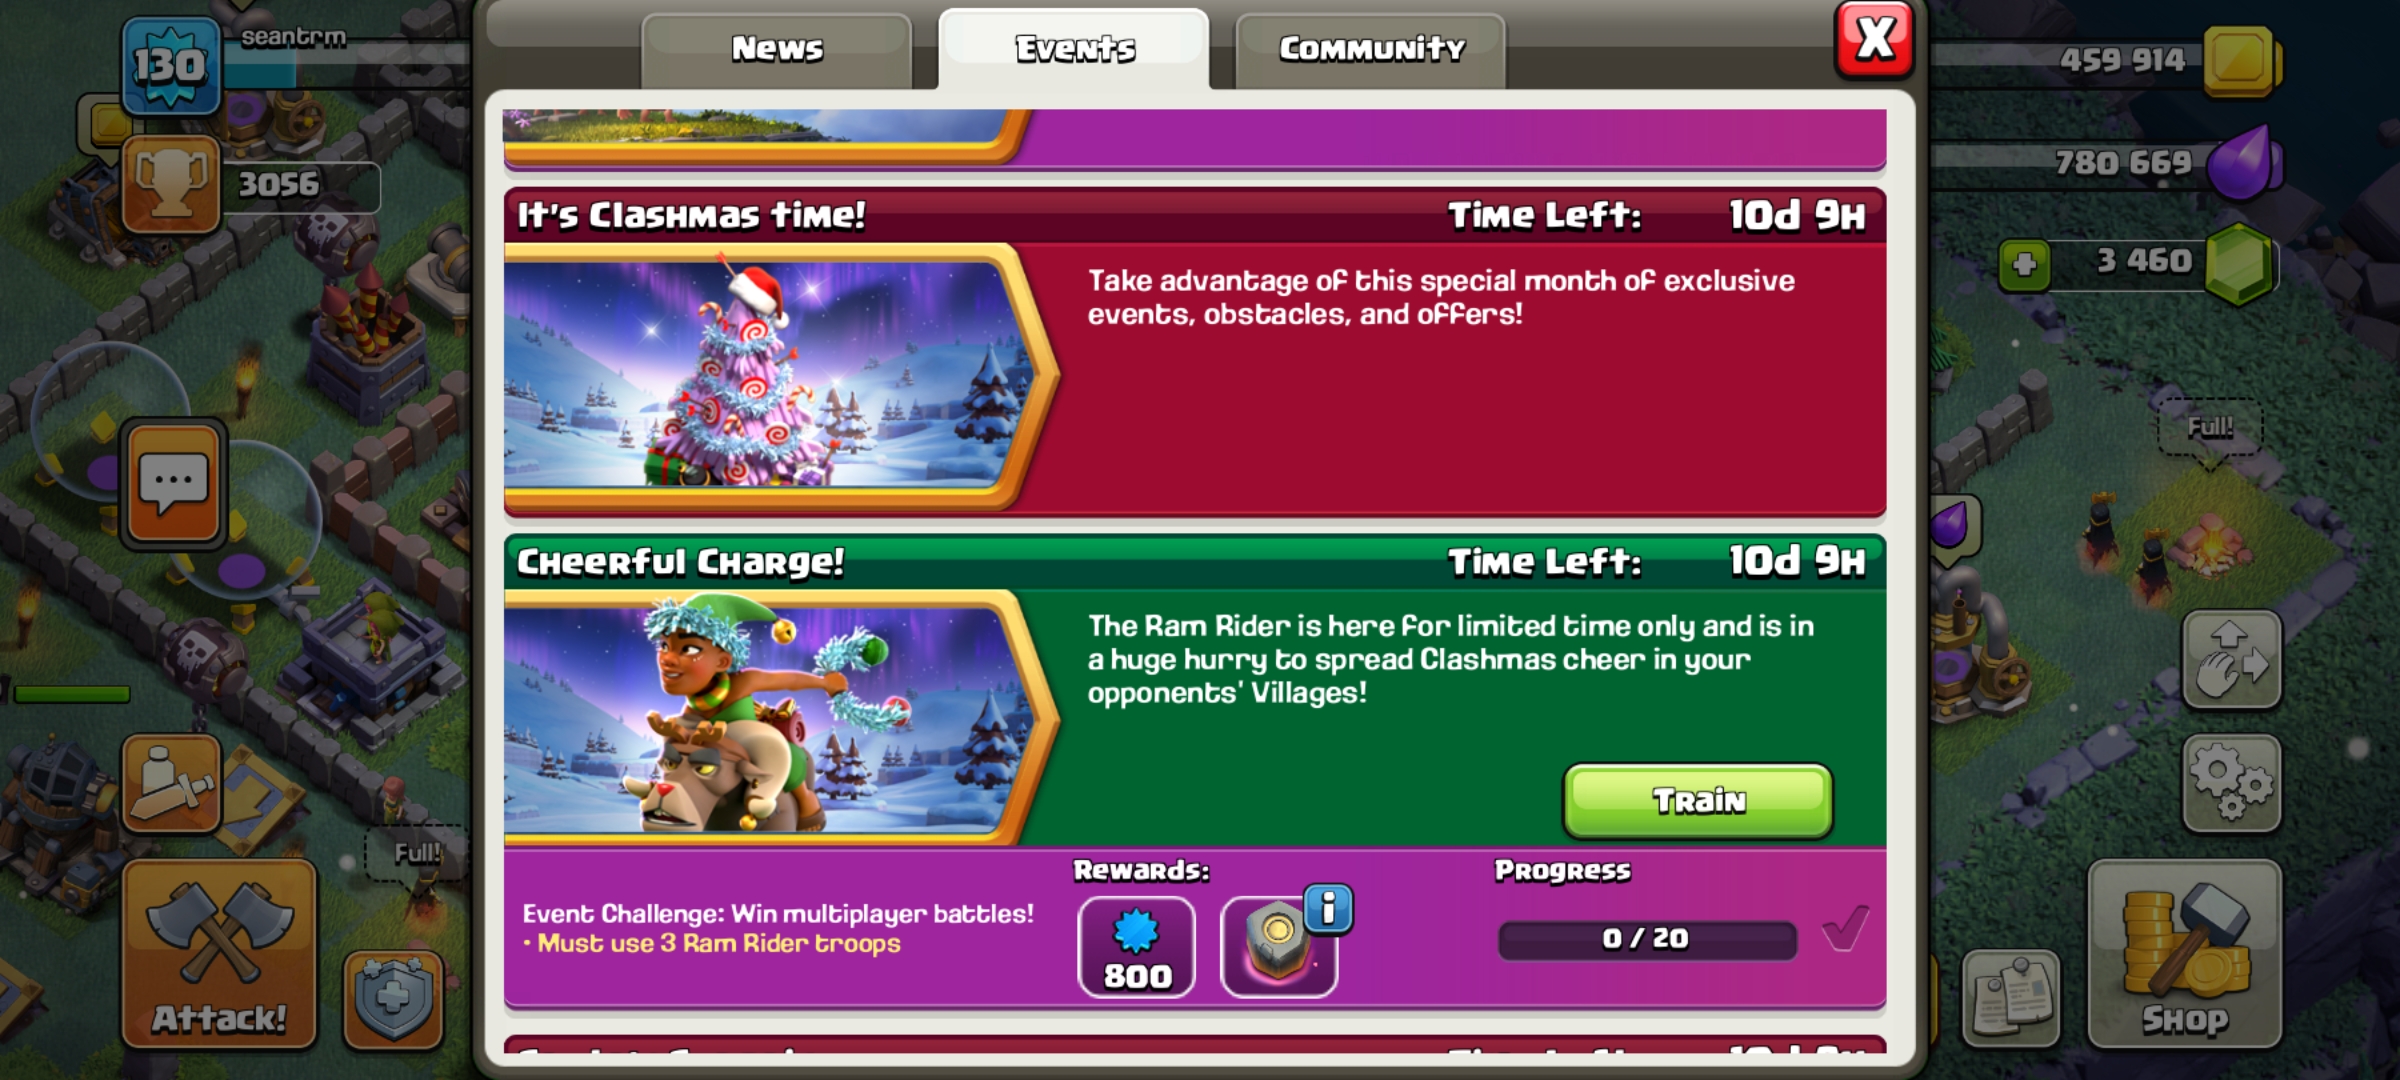 130
seantrm
3056
News
Events
Community
X
459 914
780 669
3 460
It's Clashmas time!
Time Left: 10d 9H
Take advantage of this special month of exclusive
events, obstacles, and offers!
Cheerful Charge!
Time Left: 10d 9H
The Ram Rider is here for limited time only and is in
a huge hurry to spread Clashmas cheer in your
opponents' Villages!
Train
Event Challenge: Win multiplayer battles!
• Must use 3 Ram Rider troops
Rewards:
800
i
Progress
0 / 20
Full!
Full!
Attack!
Shop